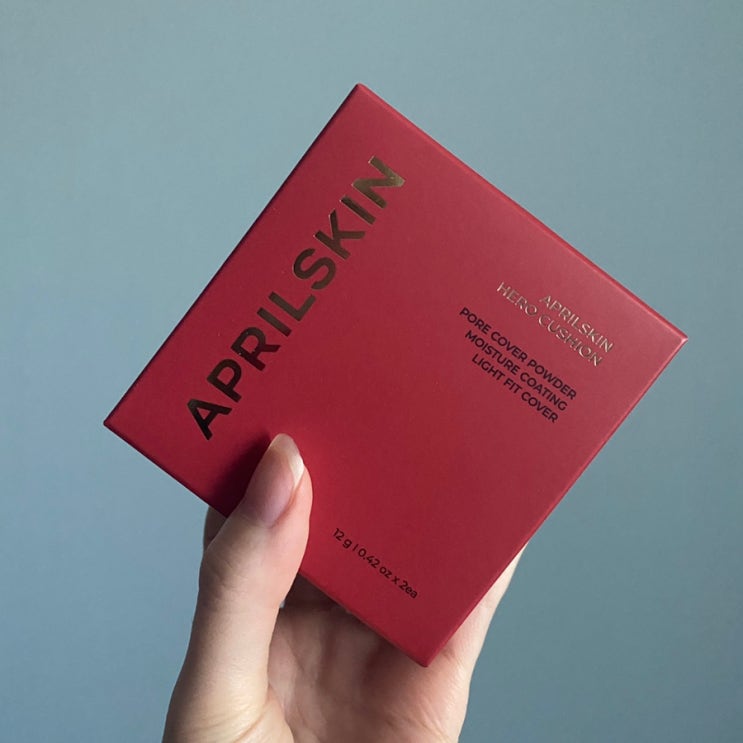 APRILSKIN
APRILSKIN
HERO CUSHION
PORE COVER POWDER
MOISTURE COATING
LIGHT FIT COVER
12 g | 0.42 oz x 2ea